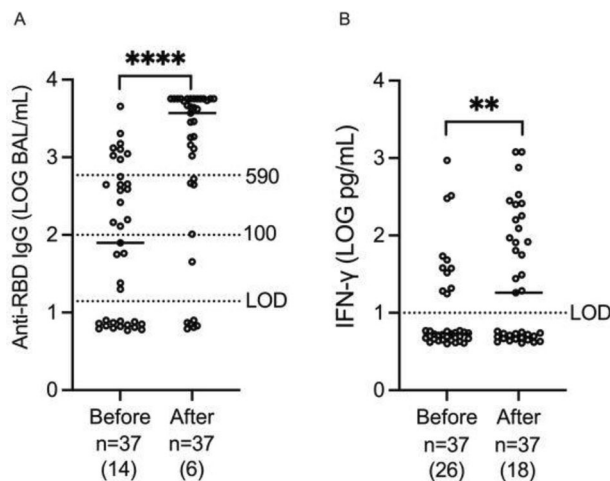 A
Anti-RBD IgG (LOG BAL/mL)
4
3
2
1
0
****
590
100
LOD
Before
n=37
(14)
After
n=37
(6)
B
IFN-γ (LOG pg/mL)
4
3
2
1
0
**
LOD
Before
n=37
(26)
After
n=37
(18)